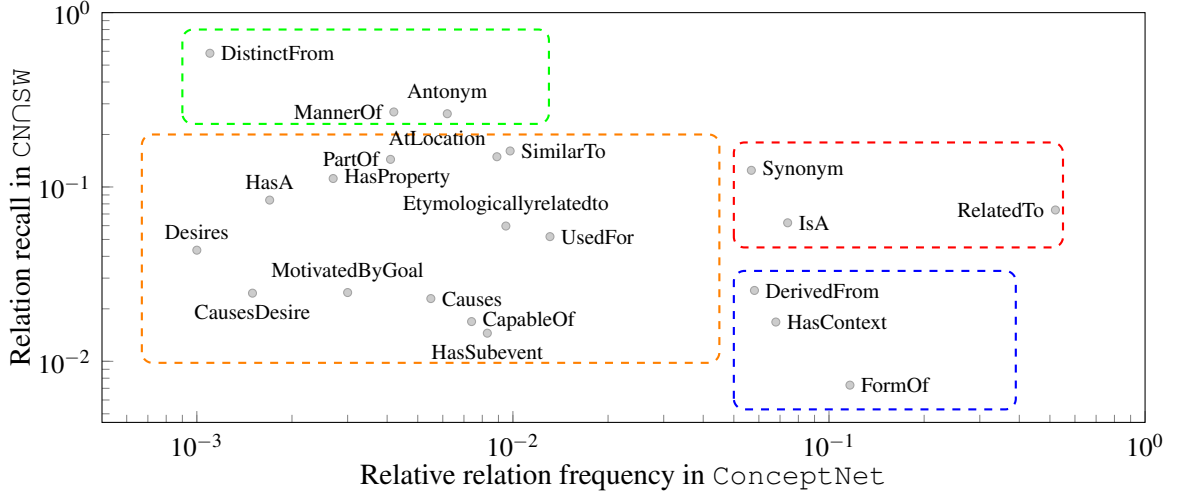 10^0
DistinctFrom
Antonym
MannerOf
AtLocation
SimilarTo
PartOf
HasProperty
HasA
Synonym
10^{-1}
Etymologicallyrelatedto
RelatedTo
IsA
Desires
UsedFor
MotivatedByGoal
DerivedFrom
Causes
CausesDesire
CapableOf
HasContext
HasSubevent
10^{-2}
FormOf
Relation recall in CN∩SW
10^{-3} 10^{-2} 10^{-1} 10^0
Relative relation frequency in ConceptNet